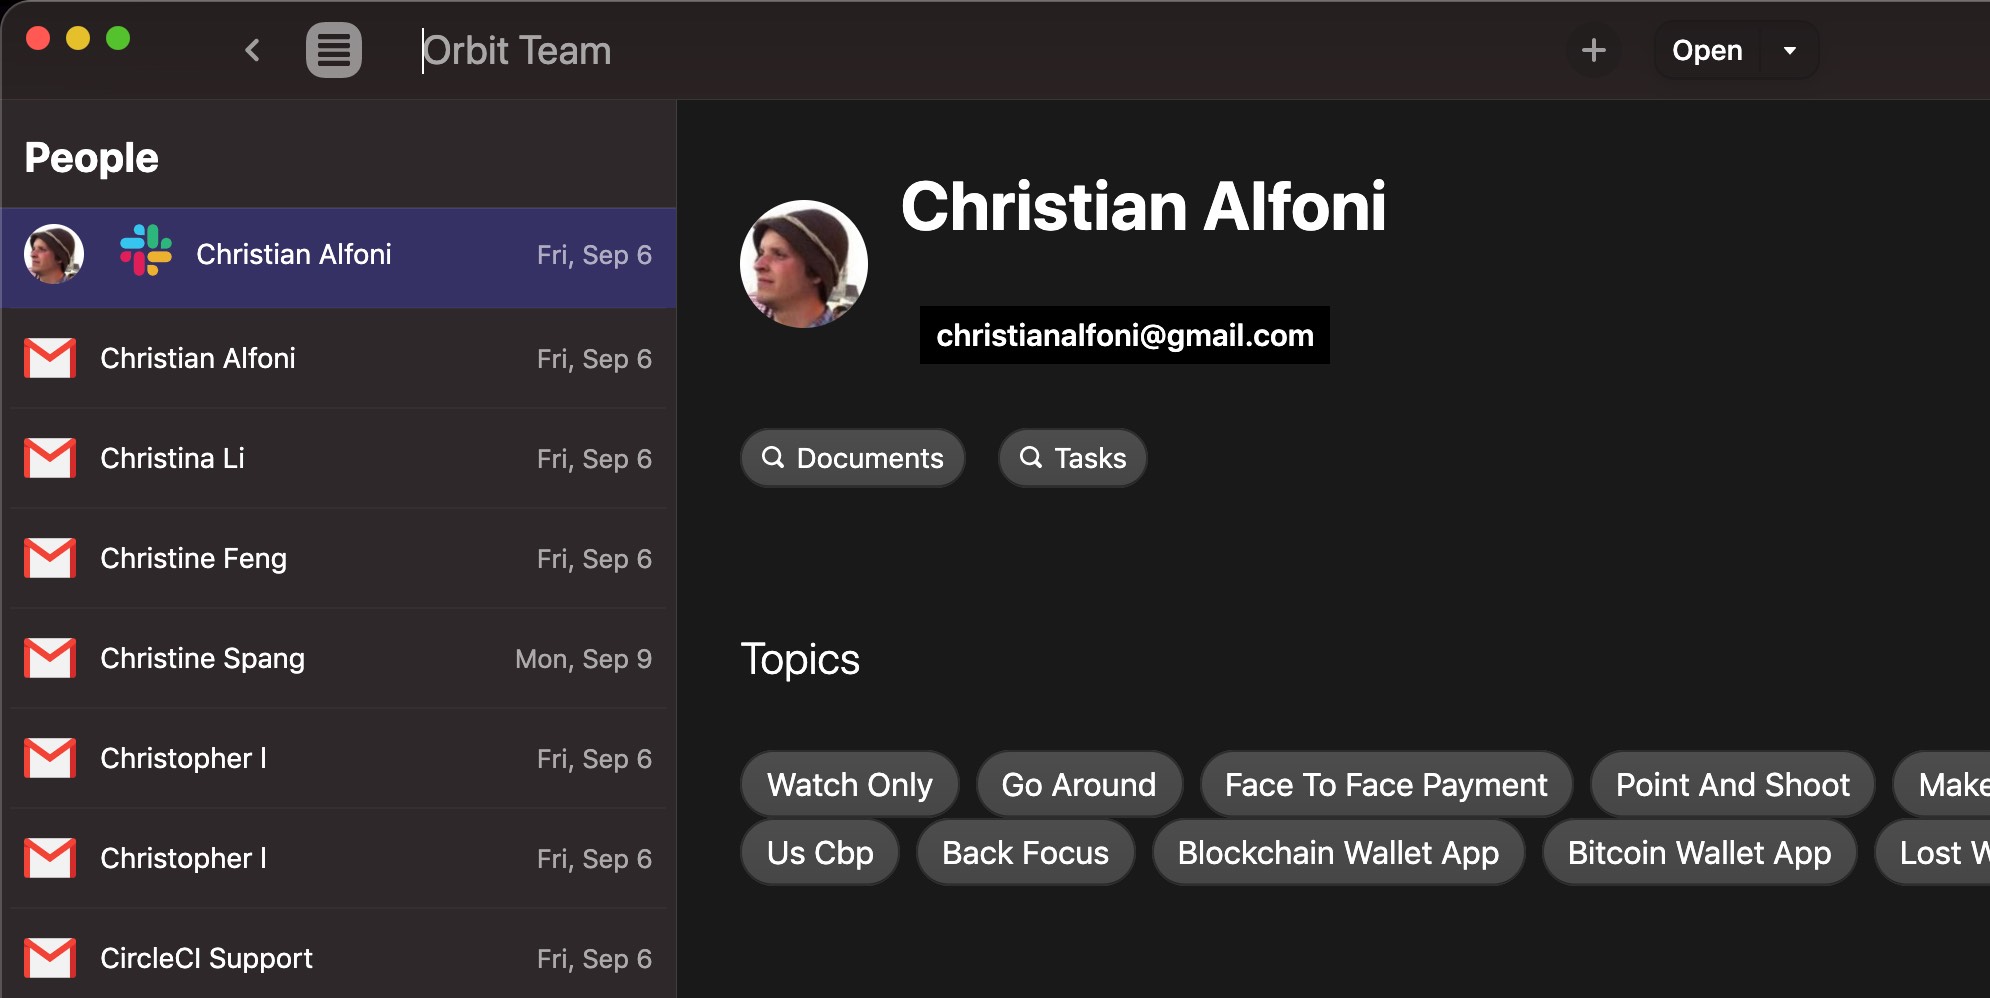 Orbit Team
Open
People
Christian Alfoni Fri, Sep 6
Christian Alfoni Fri, Sep 6
Christina Li Fri, Sep 6
Christine Feng Fri, Sep 6
Christine Spang Mon, Sep 9
Christopher l Fri, Sep 6
Christopher l Fri, Sep 6
CircleCI Support Fri, Sep 6
Christian Alfoni
christianalfoni@gmail.com
Documents Tasks
Topics
Watch Only Go Around Face To Face Payment Point And Shoot Make
Us Cbp Back Focus Blockchain Wallet App Bitcoin Wallet App Lost